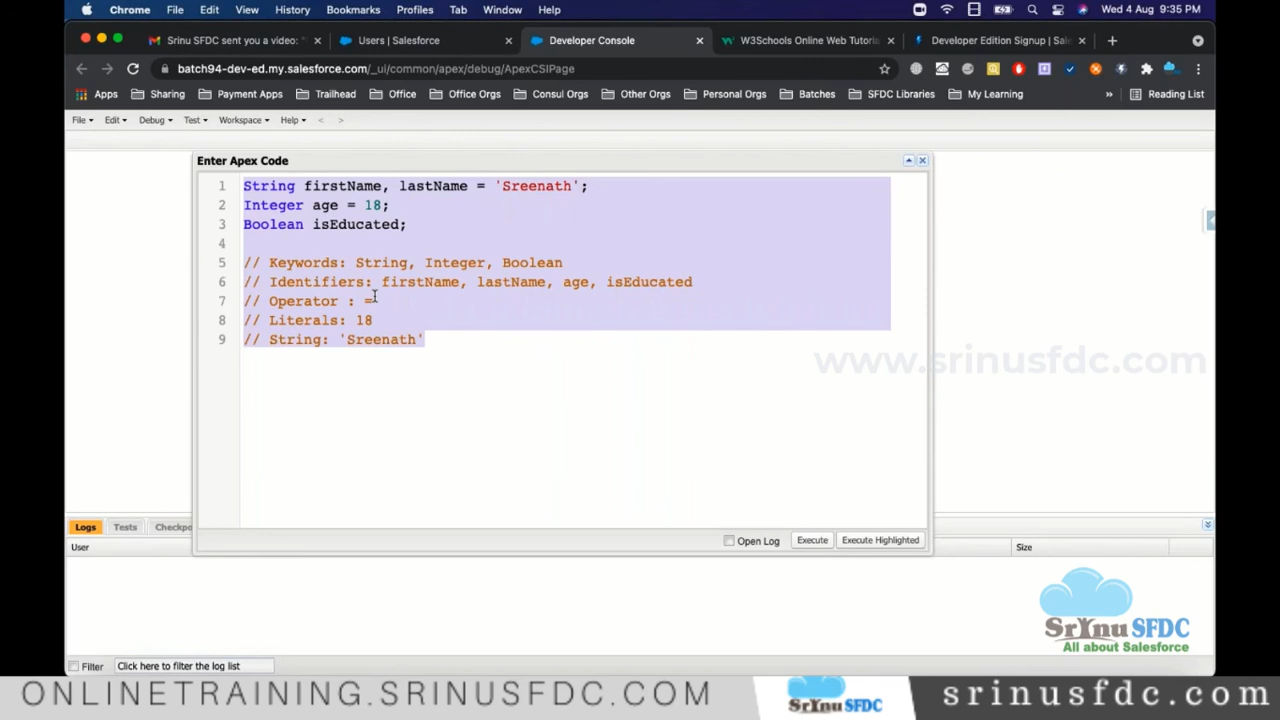 Chrome File Edit View History Bookmarks Profiles Tab Window Help Wed 4 Aug 9:35 PM
Srinu SFDC sent you a video: " Users | Salesforce Developer Console W3Schools Online Web Tutoria Developer Edition Signup | Sale
batch94-dev-ed.my.salesforce.com/_ui/common/apex/debug/ApexCSIPage
Apps Sharing Payment Apps Trailhead Office Office Orgs Consul Orgs Other Orgs Personal Orgs Batches SFDC Libraries My Learning » Reading List
File Edit Debug Test Workspace Help < >
Enter Apex Code
1 String firstName, lastName = 'Sreenath';
2 Integer age = 18;
3 Boolean isEducated;
4
5 // Keywords: String, Integer, Boolean
6 // Identifiers: firstName, lastName, age, isEducated
7 // Operator : =
8 // Literals: 18
9 // String: 'Sreenath'
www.srinusfdc.com
Logs Tests Checkpo
Open Log Execute Execute Highlighted
User Size
SrYnu SFDC
All about Salesforce
Filter Click here to filter the log list
ONLINETRAINING.SRINUSFDC.COM SrYnu SFDC srinusfdc.com